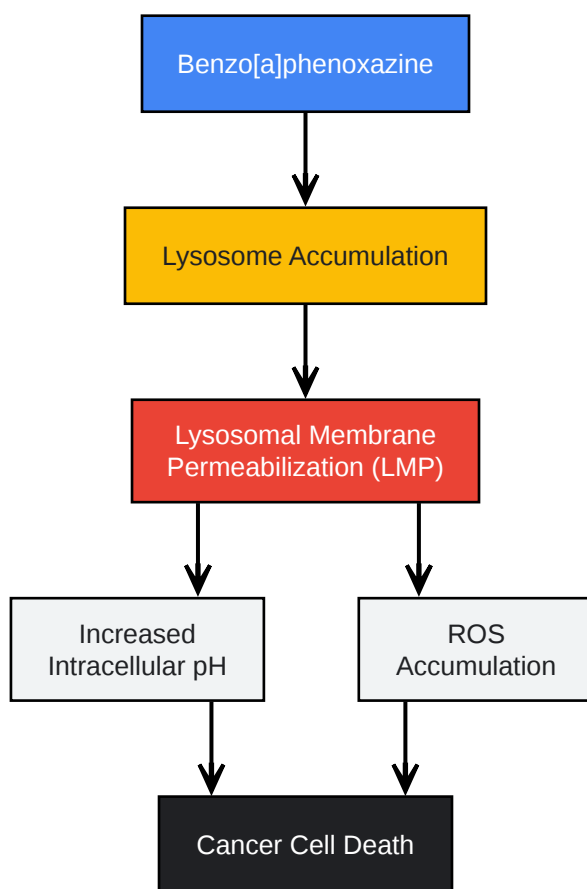 Benzo[a]phenoxazine
Lysosome Accumulation
Lysosomal Membrane
Permeabilization (LMP)
Increased
Intracellular pH
ROS
Accumulation
Cancer Cell Death